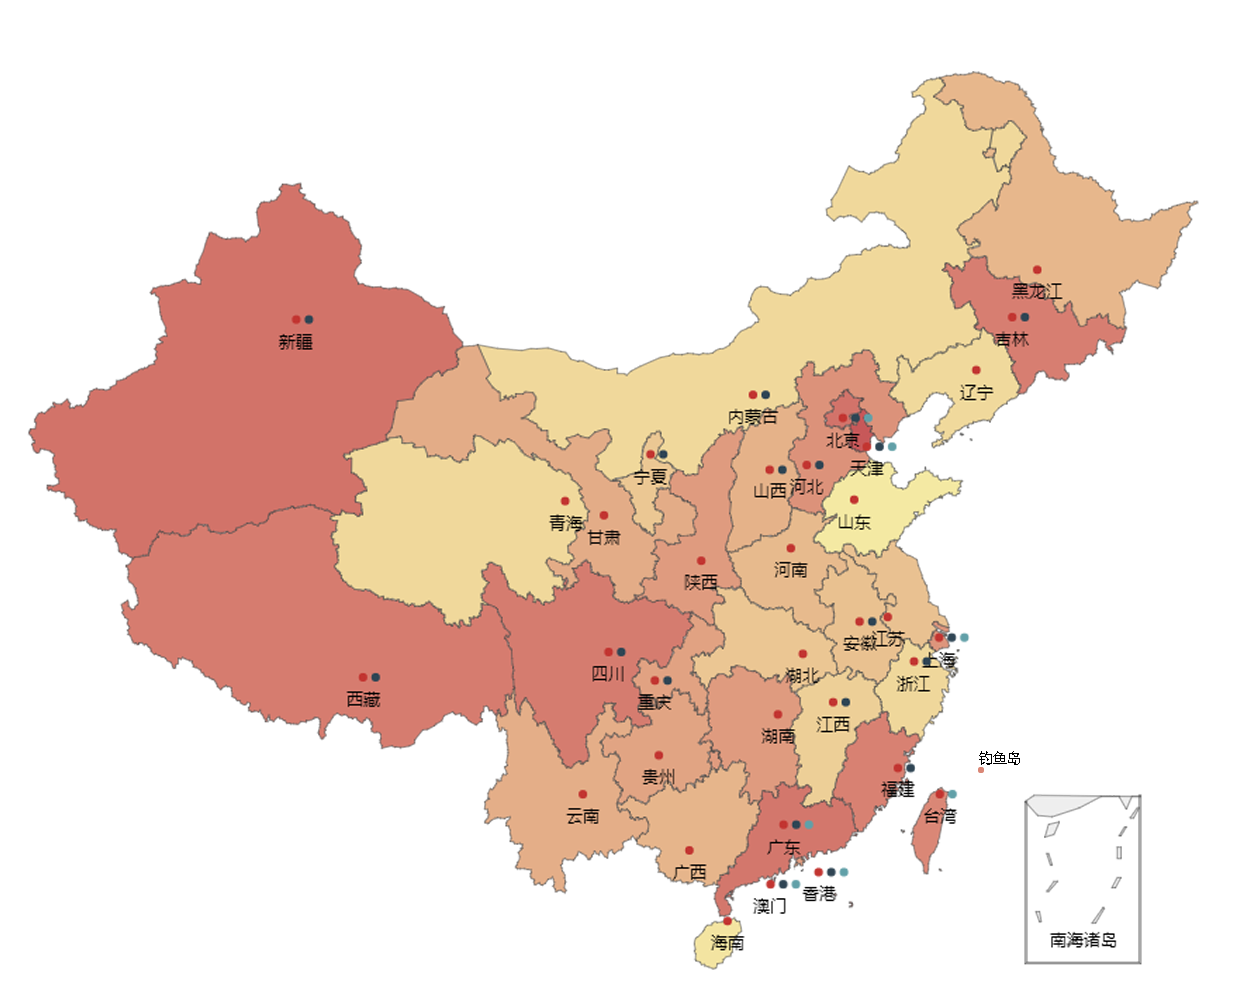 黑龙江
新疆
吉林
辽宁
内蒙古
北京
天津
宁夏
山西
河北
青海
甘肃
山东
河南
陕西
安徽
江苏
上海
四川
湖北
浙江
西藏
重庆
江西
湖南
钓鱼岛
贵州
福建
云南
台湾
广东
广西
香港
澳门
海南
南海诸岛